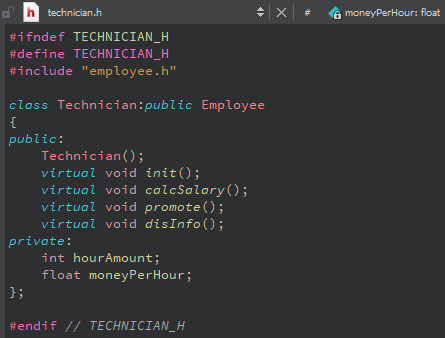 h technician.h # moneyPerHour: float
#ifndef TECHNICIAN_H
#define TECHNICIAN_H
#include "employee.h"

class Technician:public Employee
{
public:
    Technician();
    virtual void init();
    virtual void calcSalary();
    virtual void promote();
    virtual void disInfo();
private:
    int hourAmount;
    float moneyPerHour;
};

#endif // TECHNICIAN_H